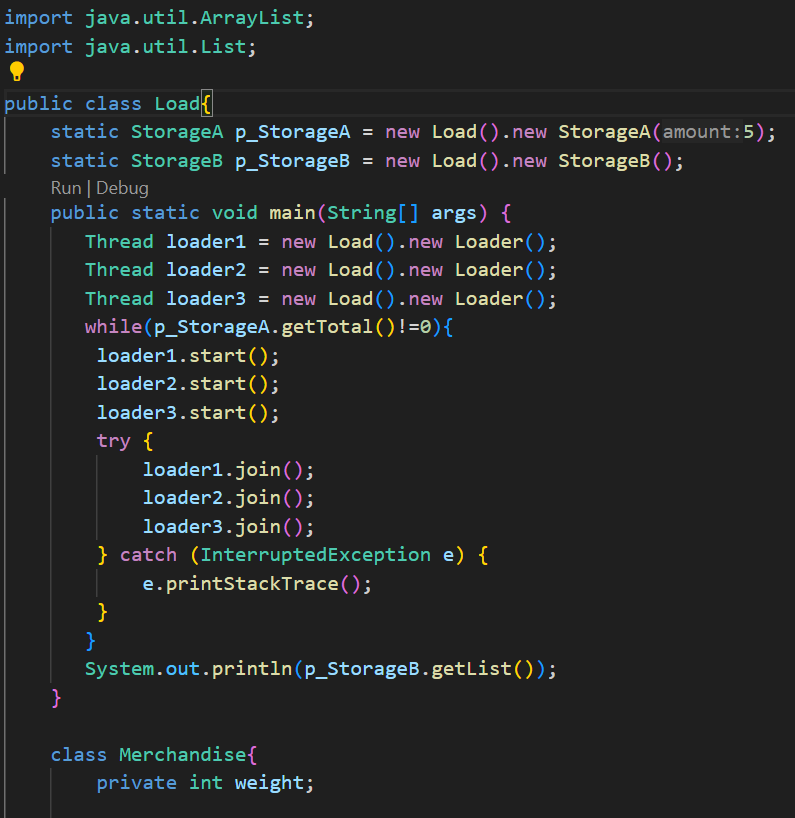 import java.util.ArrayList;
import java.util.List;
public class Load{
    static StorageA p_StorageA = new Load().new StorageA(amount:5);
    static StorageB p_StorageB = new Load().new StorageB();
    Run | Debug
    public static void main(String[] args) {
       Thread loader1 = new Load().new Loader();
       Thread loader2 = new Load().new Loader();
       Thread loader3 = new Load().new Loader();
       while(p_StorageA.getTotal()!=0){
        loader1.start();
        loader2.start();
        loader3.start();
        try {
            loader1.join();
            loader2.join();
            loader3.join();
        } catch (InterruptedException e) {
            e.printStackTrace();
        }
       }
       System.out.println(p_StorageB.getList());
    }
    class Merchandise{
        private int weight;